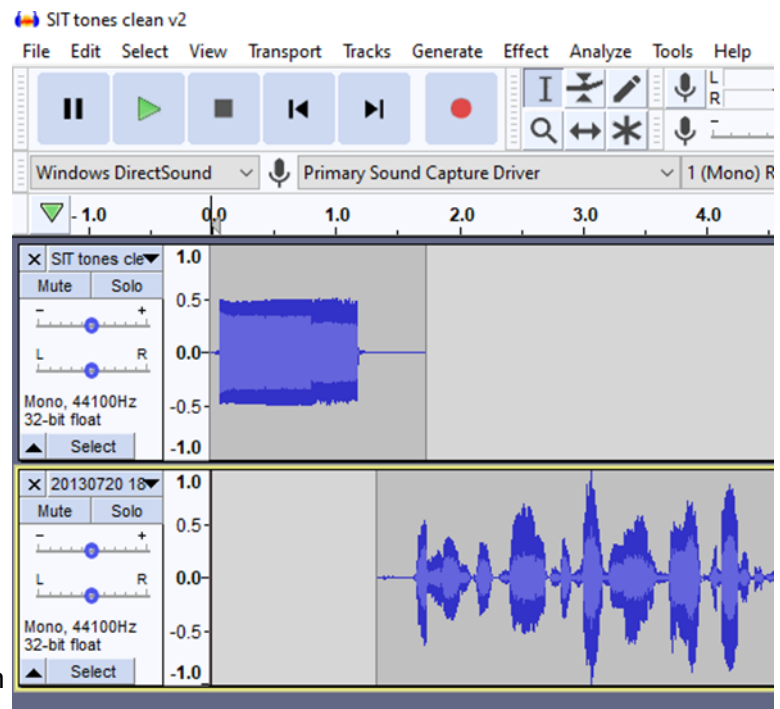 SIT tones clean v2
File Edit Select View Transport Tracks Generate Effect Analyze Tools Help
L
R
-
Windows DirectSound Primary Sound Capture Driver 1 (Mono) R
- 1.0 0.0 1.0 2.0 3.0 4.0
SIT tones cle
Mute Solo
- +
L R
Mono, 44100Hz
32-bit float
Select
1.0
0.5-
0.0-
-0.5-
-1.0
20130720 18
Mute Solo
- +
L R
Mono, 44100Hz
32-bit float
Select
1.0
0.5-
0.0-
-0.5-
-1.0